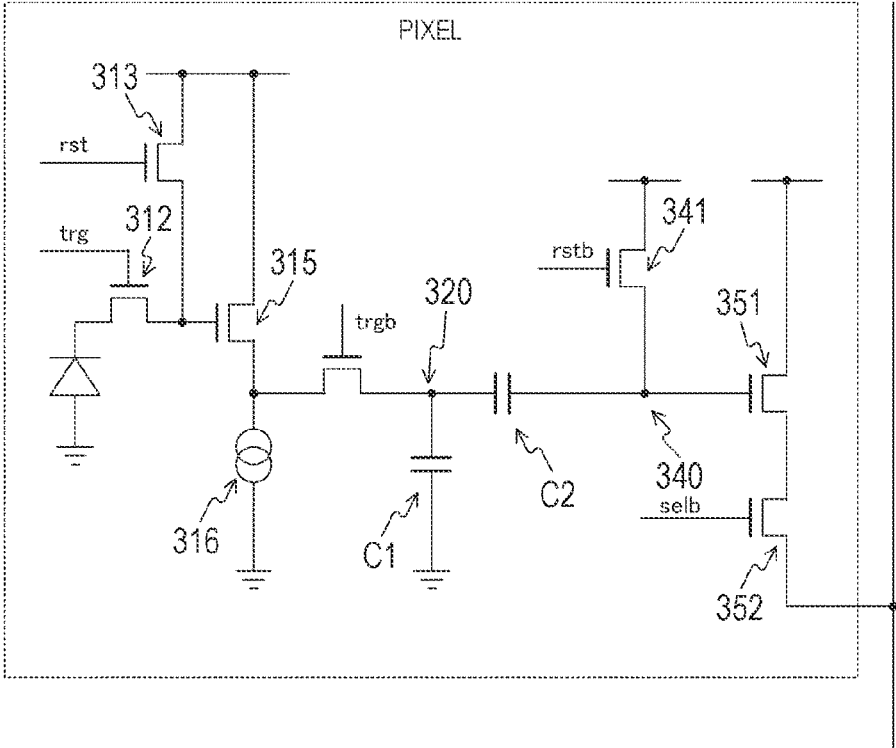 PIXEL
313
rst
312
trg
315
341
rstb
320
351
trgb
340
C2
selb
316
C1
352